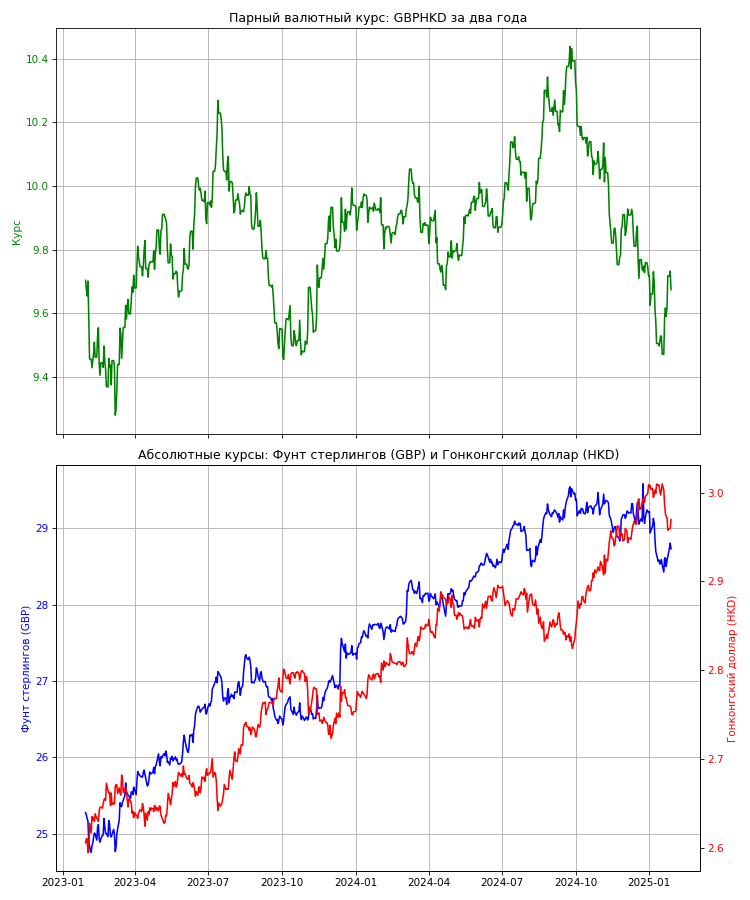 Парный валютный курс: GBPHKD за два года
10.4
10.2
10.0
9.8
9.6
9.4
Курс
Абсолютные курсы: Фунт стерлингов (GBP) и Гонконгский доллар (HKD)
29
28
27
26
25
Фунт стерлингов (GBP)
3.0
2.9
2.8
2.7
2.6
Гонконгский доллар (HKD)
2023-01 2023-04 2023-07 2023-10 2024-01 2024-04 2024-07 2024-10 2025-01